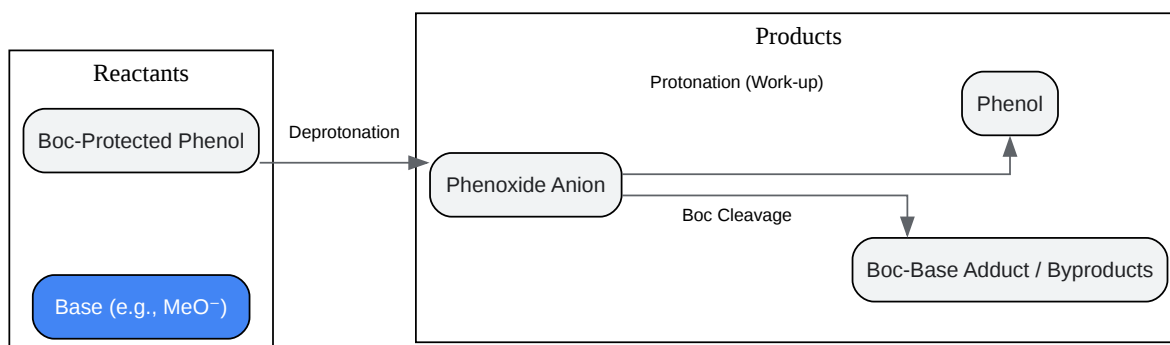 Reactants
Boc-Protected Phenol
Base (e.g., MeO⁻)
Deprotonation
Products
Protonation (Work-up)
Phenol
Phenoxide Anion
Boc Cleavage
Boc-Base Adduct / Byproducts